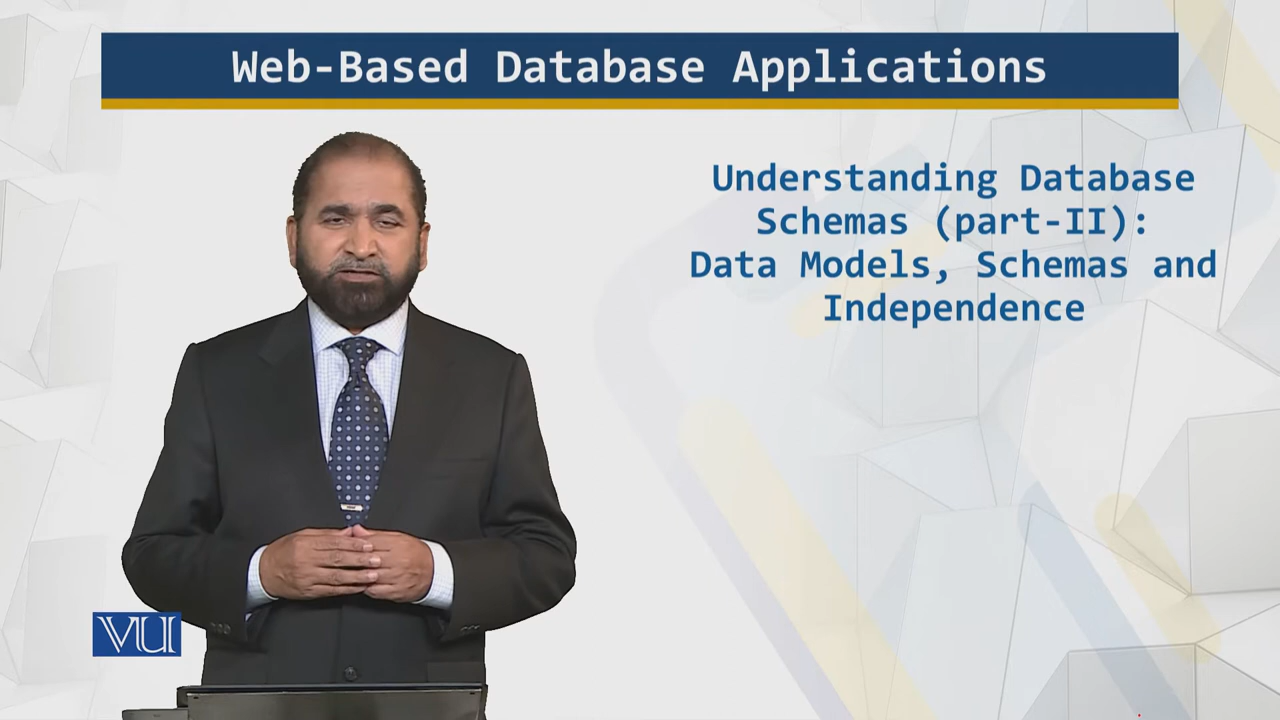 Web-Based Database Applications
Understanding Database
Schemas (part-II):
Data Models, Schemas and
Independence
VU